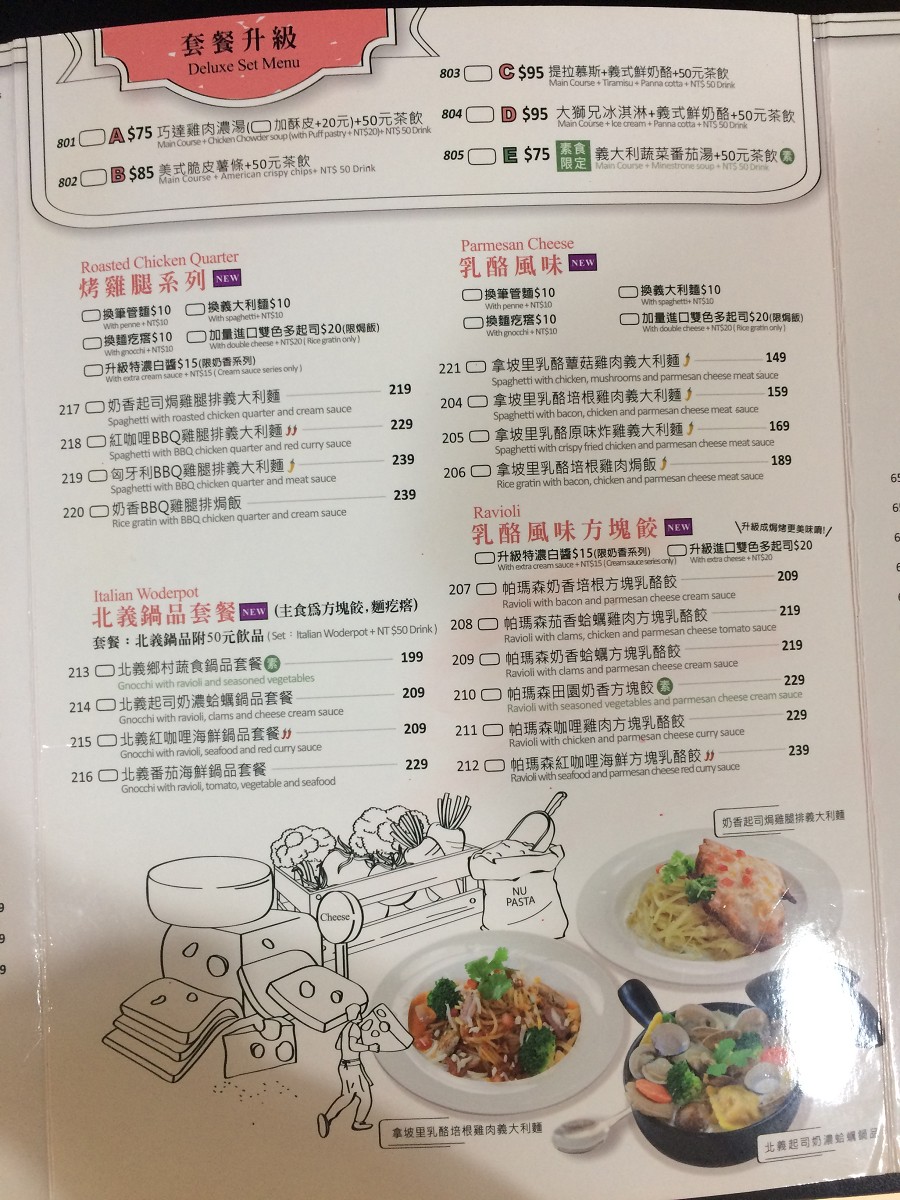 套餐升級
Deluxe Set Menu
801 A $75 巧達雞肉濃湯(加酥皮+20元)+50元茶飲
Main Course + Chicken Chowder soup (with Puff pastry + NT$20)+ NT$ 50 Drink
802 B $85 美式脆皮薯條+50元茶飲
Main Course + American crispy chips+ NT$ 50 Drink
803 C $95 提拉慕斯+義式鮮奶酪+50元茶飲
Main Course + Tiramisu + Panna cotta + NT$ 50 Drink
804 D $95 大獅兄冰淇淋+義式鮮奶酪+50元茶飲
Main Course + Ice cream + Panna cotta + NT$ 50 Drink
805 E $75 素食限定 義大利蔬菜番茄湯+50元茶飲 素
Main Course + Minestrone soup + NT$ 50 Drink
Roasted Chicken Quarter
烤雞腿系列 NEW
換筆管麵$10 換義大利麵$10
With penne + NT$10 With spaghetti+ NT$10
換麵疙瘩$10 加量進口雙色多起司$20(限焗飯)
With gnocchi + NT$10 With double cheese + NT$20 ( Rice gratin only )
升級特濃白醬$15(限奶香系列)
With extra cream sauce + NT$15 ( Cream sauce series only )
217 奶香起司焗雞腿排義大利麵 219
Spaghetti with roasted chicken quarter and cream sauce
218 紅咖哩BBQ雞腿排義大利麵 229
Spaghetti with BBQ chicken quarter and red curry sauce
219 匈牙利BBQ雞腿排義大利麵 239
Spaghetti with BBQ chicken quarter and meat sauce
220 奶香BBQ雞腿排焗飯 239
Rice gratin with BBQ chicken quarter and cream sauce
Italian Woderpot
北義鍋品套餐 NEW (主食為方塊餃,麵疙瘩)
套餐：北義鍋品附50元飲品 ( Set：Italian Woderpot + NT $50 Drink )
213 北義鄉村蔬食鍋品套餐 素 199
Gnocchi with ravioli and seasoned vegetables
214 北義起司奶濃蛤蠣鍋品套餐 209
Gnocchi with ravioli, clams and cheese cream sauce
215 北義紅咖哩海鮮鍋品套餐 209
Gnocchi with ravioli, seafood and red curry sauce
216 北義番茄海鮮鍋品套餐 229
Gnocchi with ravioli, tomato, vegetable and seafood
Parmesan Cheese
乳酪風味 NEW
換筆管麵$10 換義大利麵$10
With penne + NT$10 With spaghetti+ NT$10
換麵疙瘩$10 加量進口雙色多起司$20(限焗飯)
With gnocchi + NT$10 With double cheese + NT$20 ( Rice gratin only )
221 拿坡里乳酪蕈菇雞肉義大利麵 149
Spaghetti with chicken, mushrooms and parmesan cheese meat sauce
204 拿坡里乳酪培根雞肉義大利麵 159
Spaghetti with bacon, chicken and parmesan cheese meat sauce
205 拿坡里乳酪原味炸雞義大利麵 169
Spaghetti with crispy fried chicken and parmesan cheese meat sauce
206 拿坡里乳酪培根雞肉焗飯 189
Rice gratin with bacon, chicken and parmesan cheese meat sauce
Ravioli
乳酪風味方塊餃 NEW \升級成焗烤更美味唷!/
升級特濃白醬$15(限奶香系列) 升級進口雙色多起司$20
With extra cream sauce + NT$15 ( Cream sauce series only ) With extra cheese + NT$20
207 帕瑪森奶香培根方塊乳酪餃 209
Ravioli with bacon and parmesan cheese cream sauce
208 帕瑪森茄香蛤蠣雞肉方塊乳酪餃 219
Ravioli with clams, chicken and parmesan cheese tomato sauce
209 帕瑪森奶香蛤蠣方塊乳酪餃 219
Ravioli with clams and parmesan cheese cream sauce
210 帕瑪森田園奶香方塊餃 素 229
Ravioli with seasoned vegetables and parmesan cheese cream sauce
211 帕瑪森咖哩雞肉方塊乳酪餃 229
Ravioli with chicken and parmesan cheese curry sauce
212 帕瑪森紅咖哩海鮮方塊乳酪餃 239
Ravioli with seafood and parmesan cheese red curry sauce
奶香起司焗雞腿排義大利麵
NU
PASTA
Cheese
拿坡里乳酪培根雞肉義大利麵
北義起司奶濃蛤蠣鍋品